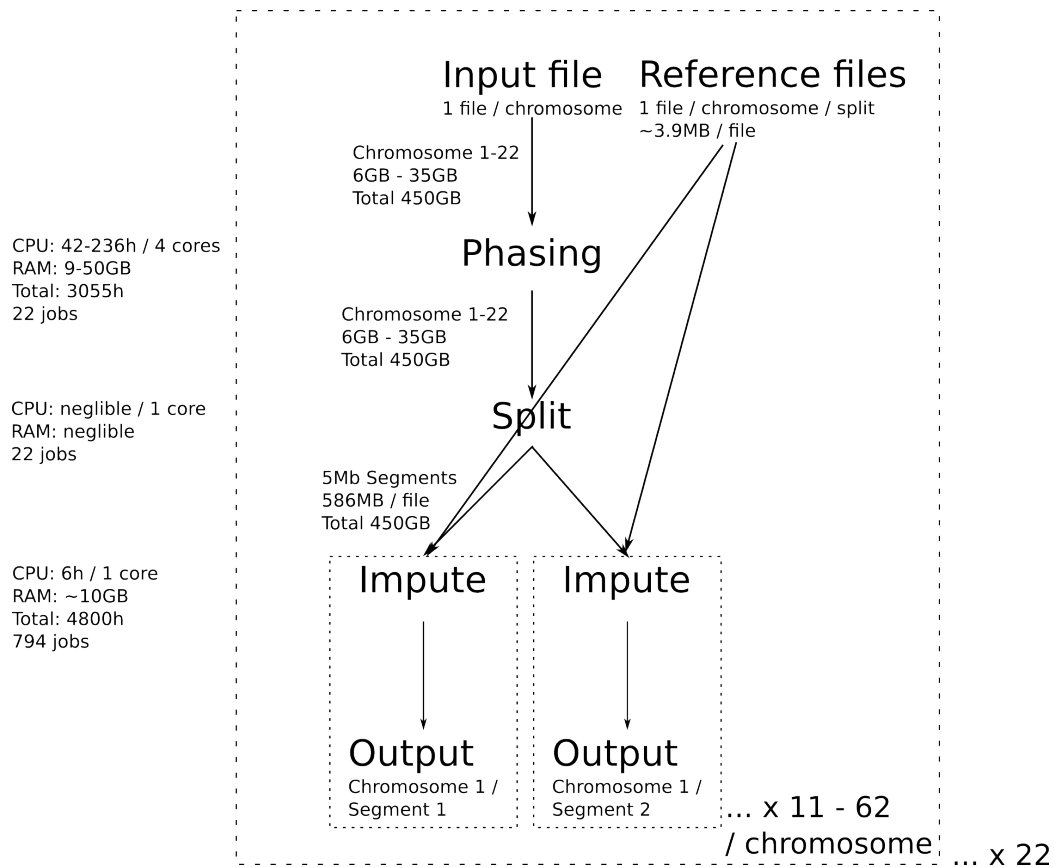 Input file
1 file / chromosome
Reference files
1 file / chromosome / split
~3.9MB / file
Chromosome 1-22
6GB - 35GB
Total 450GB
CPU: 42-236h / 4 cores
RAM: 9-50GB
Total: 3055h
22 jobs
Phasing
Chromosome 1-22
6GB - 35GB
Total 450GB
CPU: neglible / 1 core
RAM: neglible
22 jobs
Split
5Mb Segments
586MB / file
Total 450GB
CPU: 6h / 1 core
RAM: ~10GB
Total: 4800h
794 jobs
Impute
Impute
Output
Chromosome 1 /
Segment 1
Output
Chromosome 1 /
Segment 2
... x 11 - 62
/ chromosome
... x 22